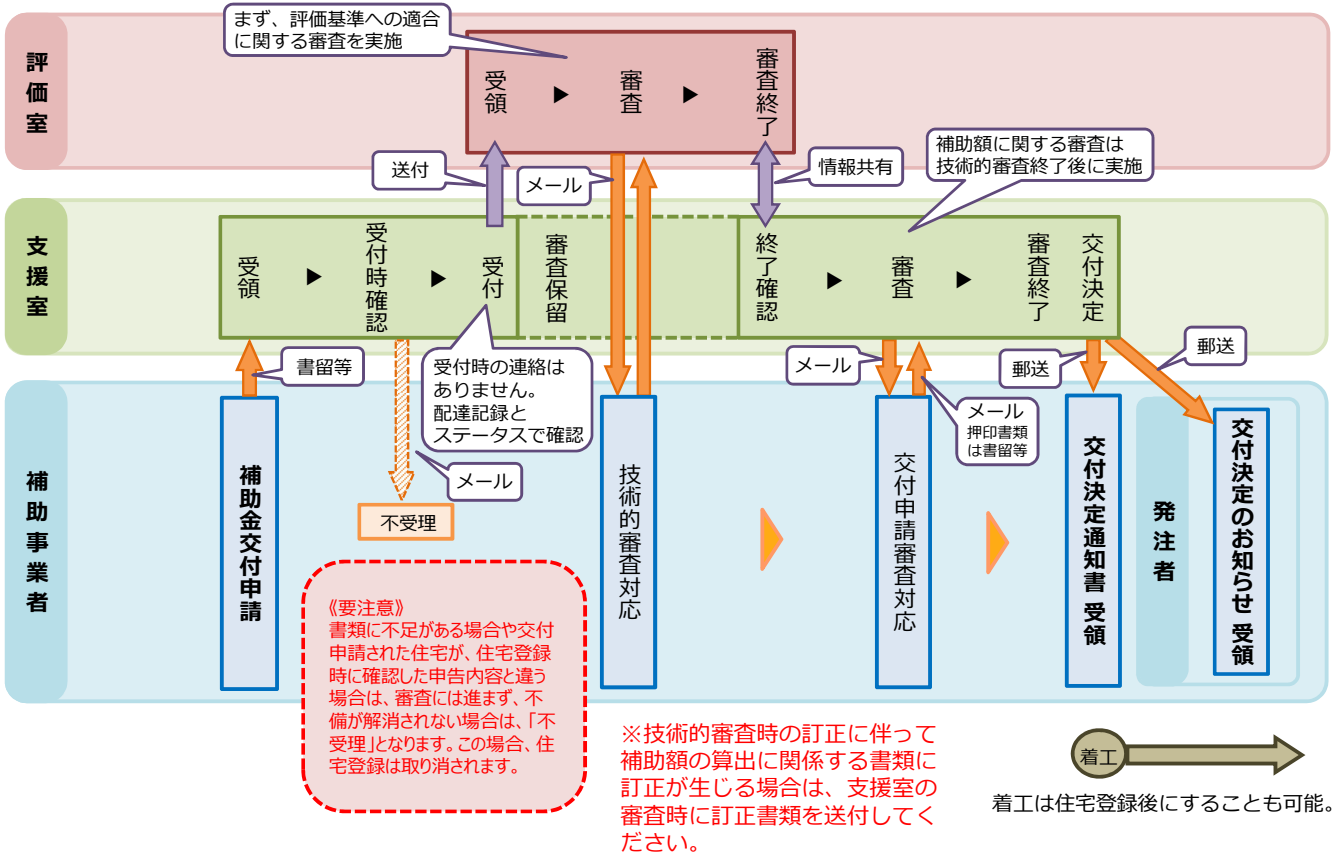 まず、評価基準への適合
に関する審査を実施
評価室
受領
▶
審査
▶
審査終了
送付
メール
情報共有
補助額に関する審査は
技術的審査終了後に実施
支援室
受領
▶
受付時確認
▶
受付
審査保留
終了確認
▶
審査
▶
審査終了
交付決定
書留等
受付時の連絡は
ありません。
配達記録と
ステータスで確認
メール
メール
メール
押印書類
は書留等
郵送
郵送
補助事業者
補助金交付申請
不受理
技術的審査対応
交付申請審査対応
交付決定通知書 受領
発注者
交付決定のお知らせ 受領
《要注意》
書類に不足がある場合や交付
申請された住宅が、住宅登録
時に確認した申告内容と違う
場合は、審査には進まず、不
備が解消されない場合は、「不
受理」となります。この場合、住
宅登録は取り消されます。
※技術的審査時の訂正に伴って
補助額の算出に関係する書類に
訂正が生じる場合は、支援室の
審査時に訂正書類を送付してく
ださい。
着工
着工は住宅登録後にすることも可能。